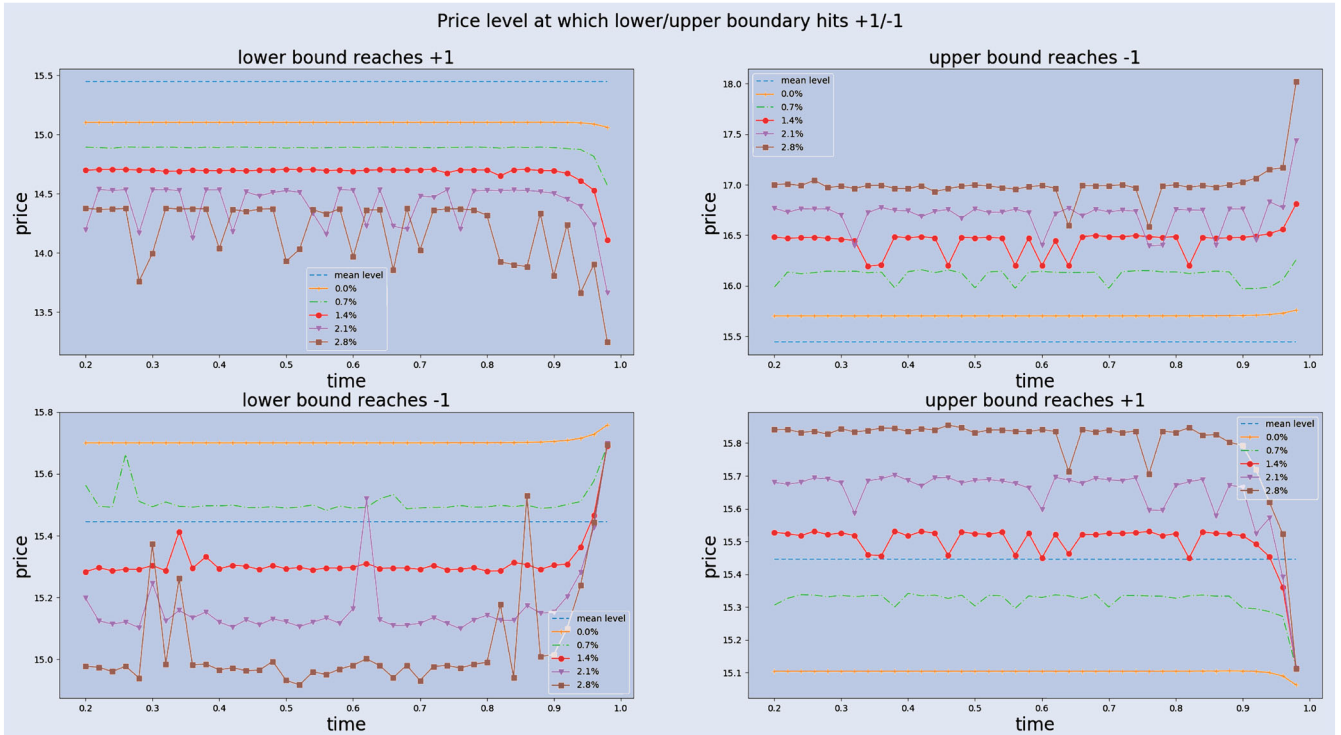 Price level at which lower/upper boundary hits +1/-1
lower bound reaches +1
price
15.5
15.0
14.5
14.0
13.5
mean level
0.0%
0.7%
1.4%
2.1%
2.8%
0.2 0.3 0.4 0.5 0.6 0.7 0.8 0.9 1.0
time
upper bound reaches -1
price
18.0
17.5
17.0
16.5
16.0
15.5
mean level
0.0%
0.7%
1.4%
2.1%
2.8%
0.2 0.3 0.4 0.5 0.6 0.7 0.8 0.9 1.0
time
lower bound reaches -1
price
15.8
15.6
15.4
15.2
15.0
mean level
0.0%
0.7%
1.4%
2.1%
2.8%
0.2 0.3 0.4 0.5 0.6 0.7 0.8 0.9 1.0
time
upper bound reaches +1
price
15.8
15.7
15.6
15.5
15.4
15.3
15.2
15.1
mean level
0.0%
0.7%
1.4%
2.1%
2.8%
0.2 0.3 0.4 0.5 0.6 0.7 0.8 0.9 1.0
time